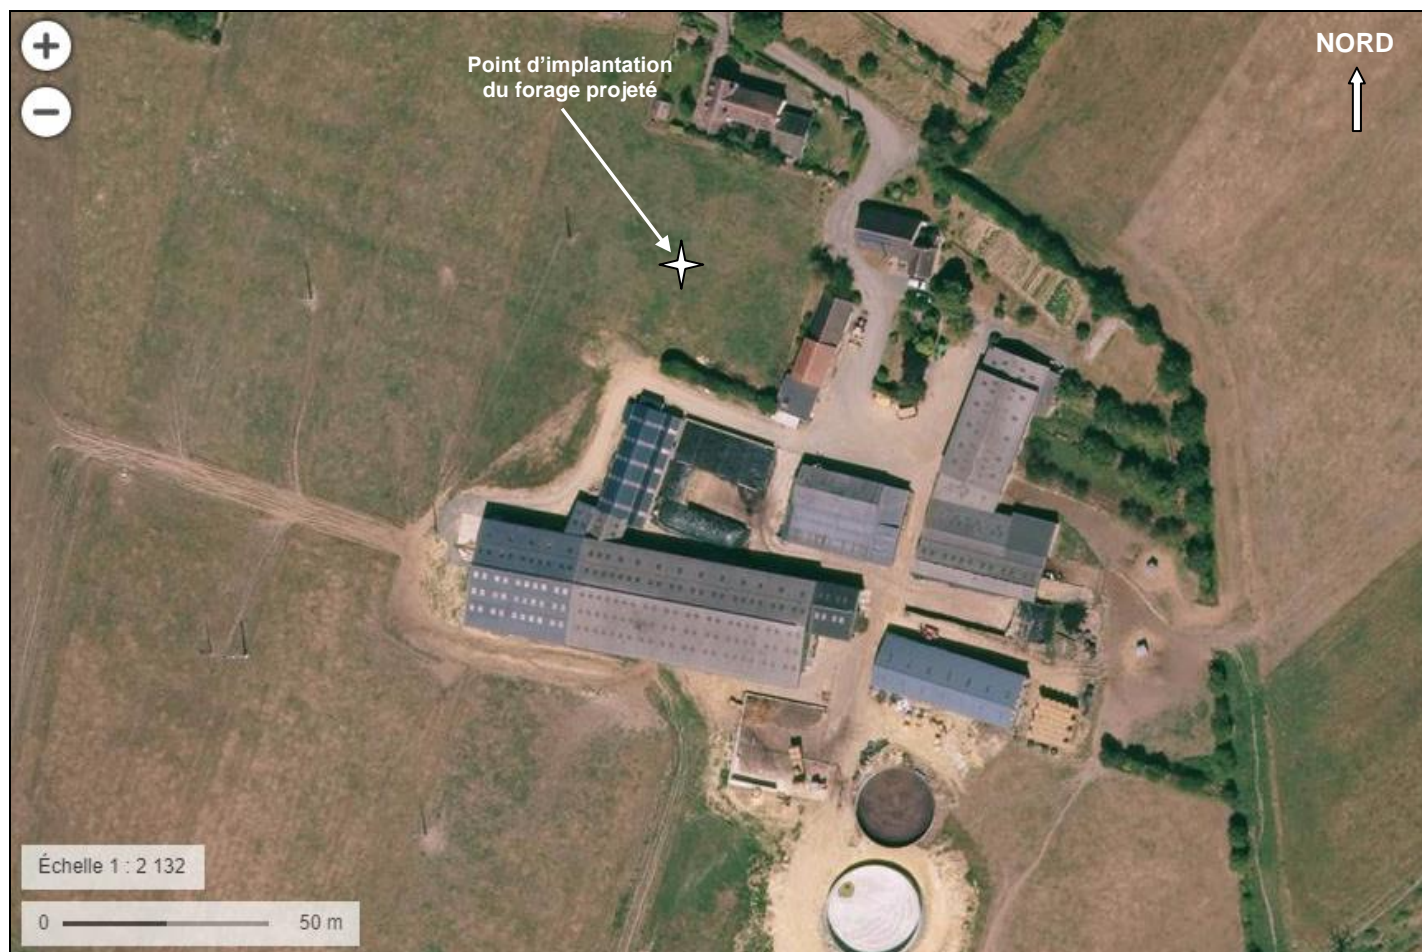 +
NORD
Point d'implantation
du forage projeté
−
Échelle 1 : 2 132
0 50 m